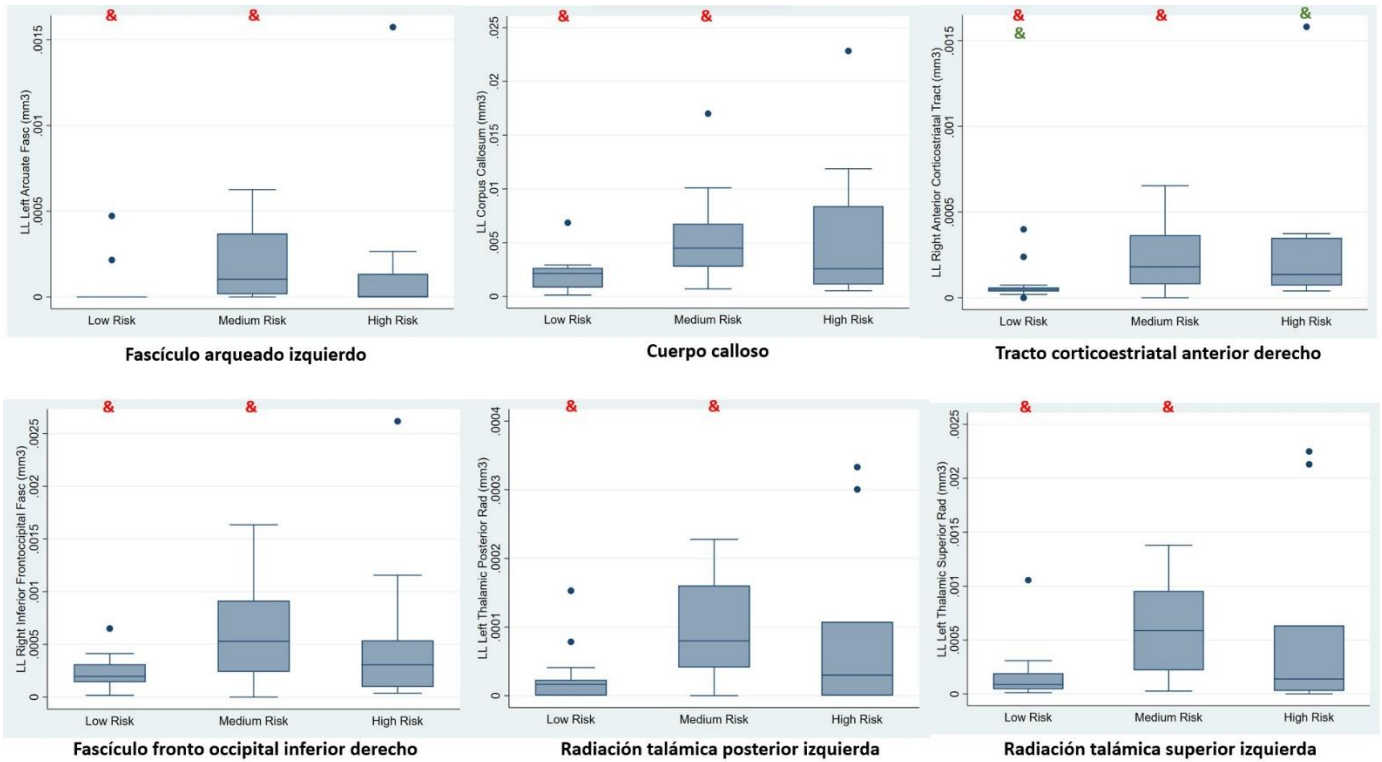 & &
LL Left Arcuate Fasc (mm3)
.0015
.001
.0005
0
Low Risk Medium Risk High Risk
Fascículo arqueado izquierdo
& &
LL Corpus Callosum (mm3)
.025
.02
.015
.01
.005
0
Low Risk Medium Risk High Risk
Cuerpo calloso
& & &
&
LL Right Anterior Corticostriatal Tract (mm3)
.0015
.001
.0005
0
Low Risk Medium Risk High Risk
Tracto corticoestriatal anterior derecho
& &
LL Right Inferior Frontoccipital Fasc (mm3)
.0025
.002
.0015
.001
.0005
0
Low Risk Medium Risk High Risk
Fascículo fronto occipital inferior derecho
& &
LL Left Thalamic Posterior Rad (mm3)
.0004
.0003
.0002
.0001
0
Low Risk Medium Risk High Risk
Radiación talámica posterior izquierda
& &
LL Left Thalamic Superior Rad (mm3)
.0025
.002
.0015
.001
.0005
0
Low Risk Medium Risk High Risk
Radiación talámica superior izquierda